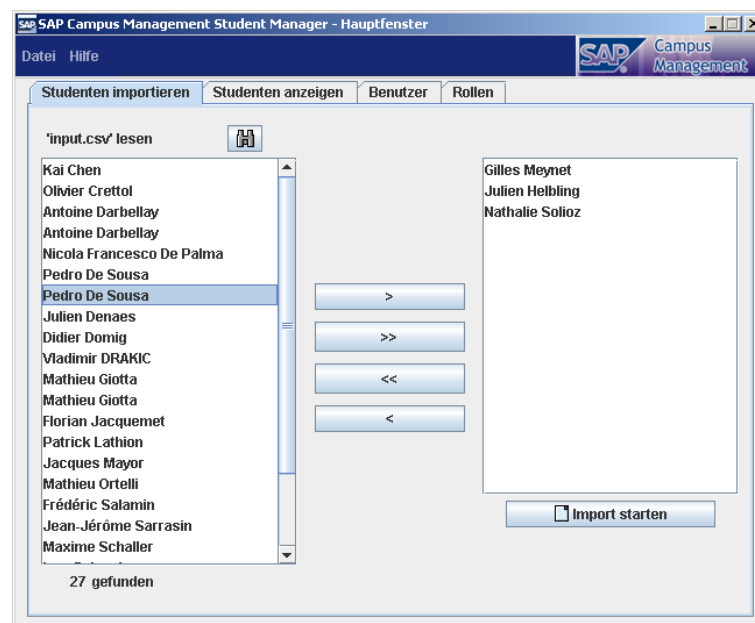 SAP Campus Management Student Manager - Hauptfenster
Datei Hilfe
SAP Campus Management
Studenten importieren Studenten anzeigen Benutzer Rollen
'input.csv' lesen
Kai Chen
Olivier Crettol
Antoine Darbellay
Antoine Darbellay
Nicola Francesco De Palma
Pedro De Sousa
Pedro De Sousa
Julien Denaes
Didier Domig
Vladimir DRAKIC
Mathieu Giotta
Mathieu Giotta
Florian Jacquemet
Patrick Lathion
Jacques Mayor
Mathieu Ortelli
Frédéric Salamin
Jean-Jérôme Sarrasin
Maxime Schaller
27 gefunden
>
>>
<<
<
Gilles Meynet
Julien Helbling
Nathalie Solioz
Import starten